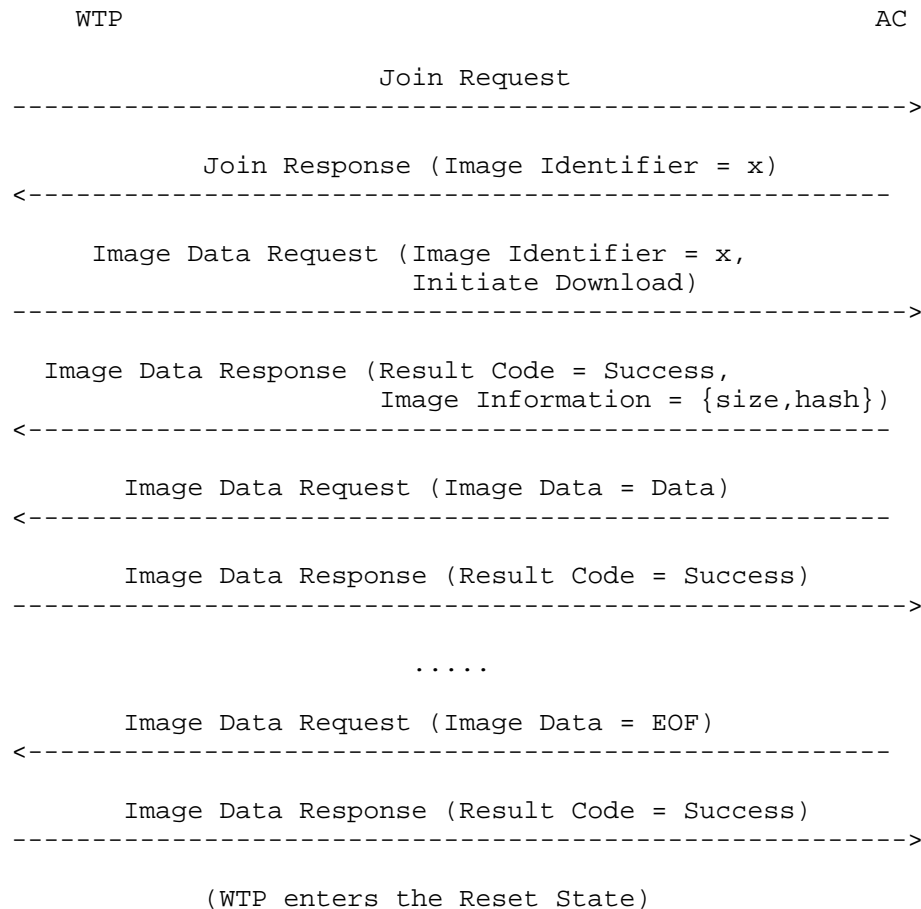 WTP AC
Join Request
--------------------------------------------------------->
Join Response (Image Identifier = x)
<------------------------------------------------------
Image Data Request (Image Identifier = x,
Initiate Download)
--------------------------------------------------------->
Image Data Response (Result Code = Success,
Image Information = {size,hash})
<------------------------------------------------------
Image Data Request (Image Data = Data)
<------------------------------------------------------
Image Data Response (Result Code = Success)
--------------------------------------------------------->
.....
Image Data Request (Image Data = EOF)
<------------------------------------------------------
Image Data Response (Result Code = Success)
--------------------------------------------------------->
(WTP enters the Reset State)